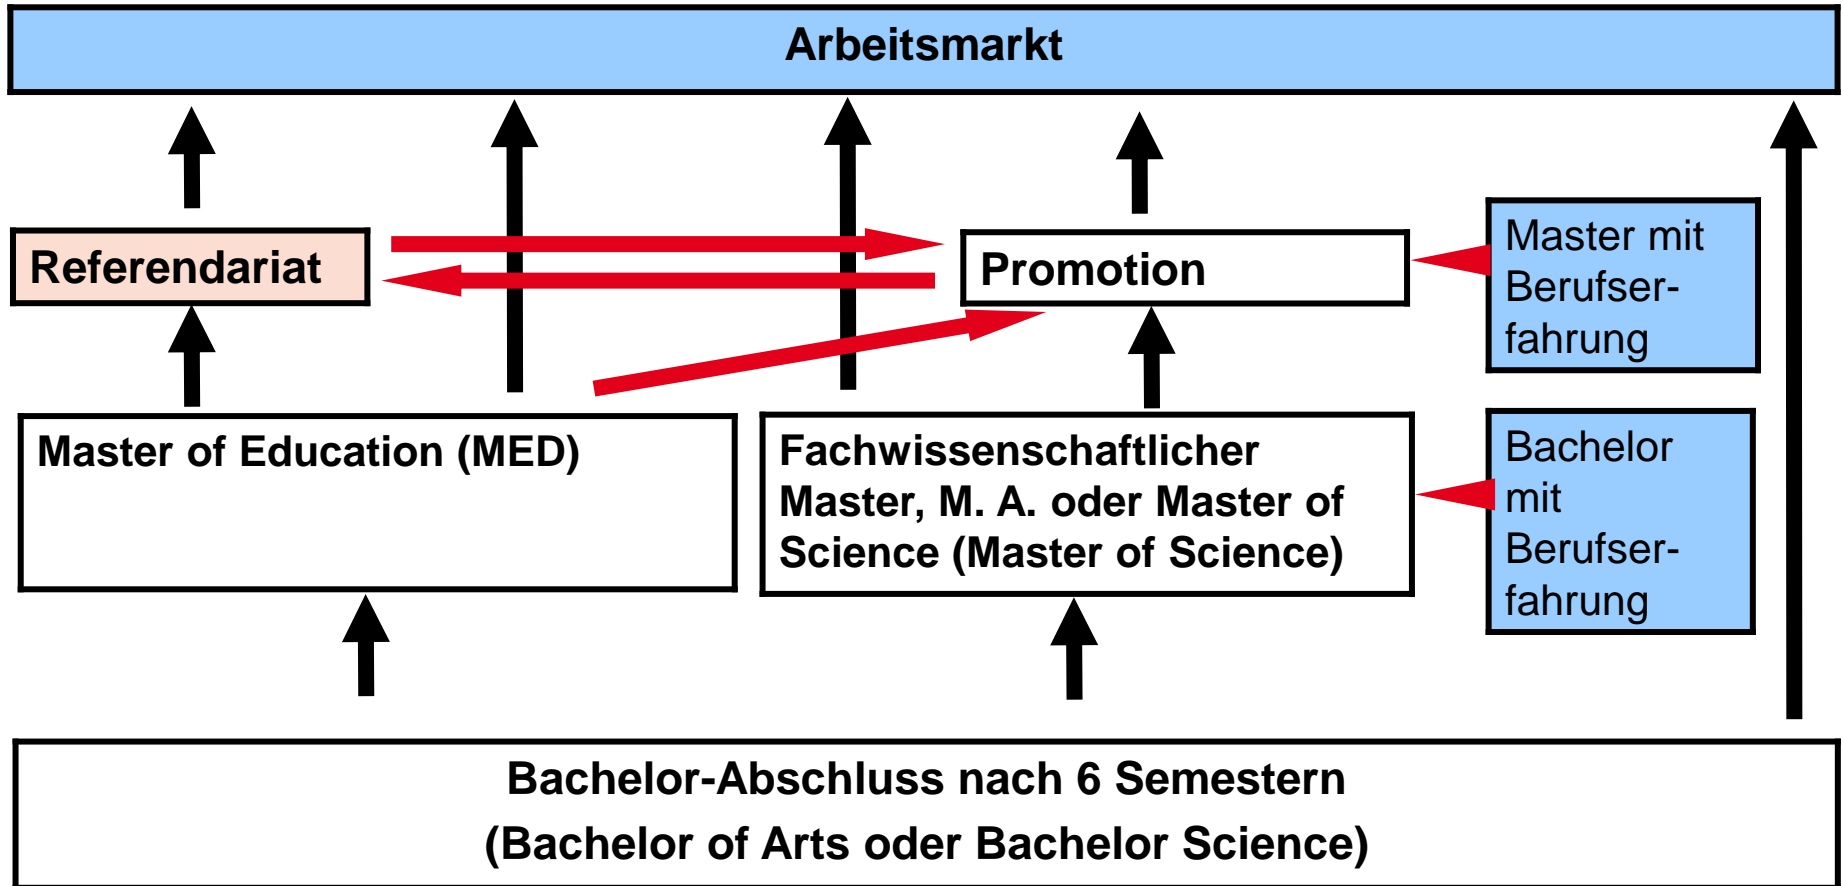 Arbeitsmarkt
Referendariat
Promotion
Master mit
Berufser-
fahrung
Master of Education (MED)
Fachwissenschaftlicher
Master, M. A. oder Master of
Science (Master of Science)
Bachelor
mit
Berufser-
fahrung
Bachelor-Abschluss nach 6 Semestern
(Bachelor of Arts oder Bachelor Science)